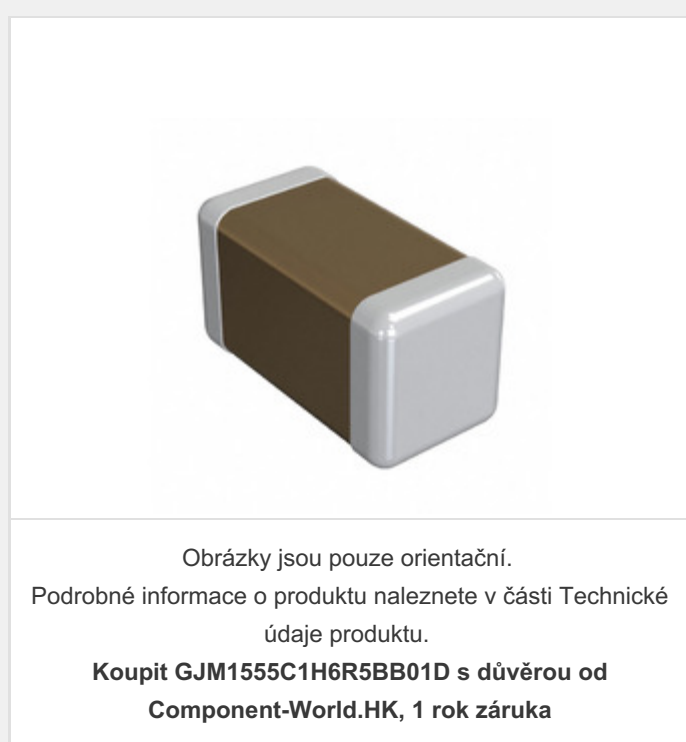 Obrázky jsou pouze orientační.
Podrobné informace o produktu naleznete v části Technické
údaje produktu.
Koupit GJM1555C1H6R5BB01D s důvěrou od
Component-World.HK, 1 rok záruka